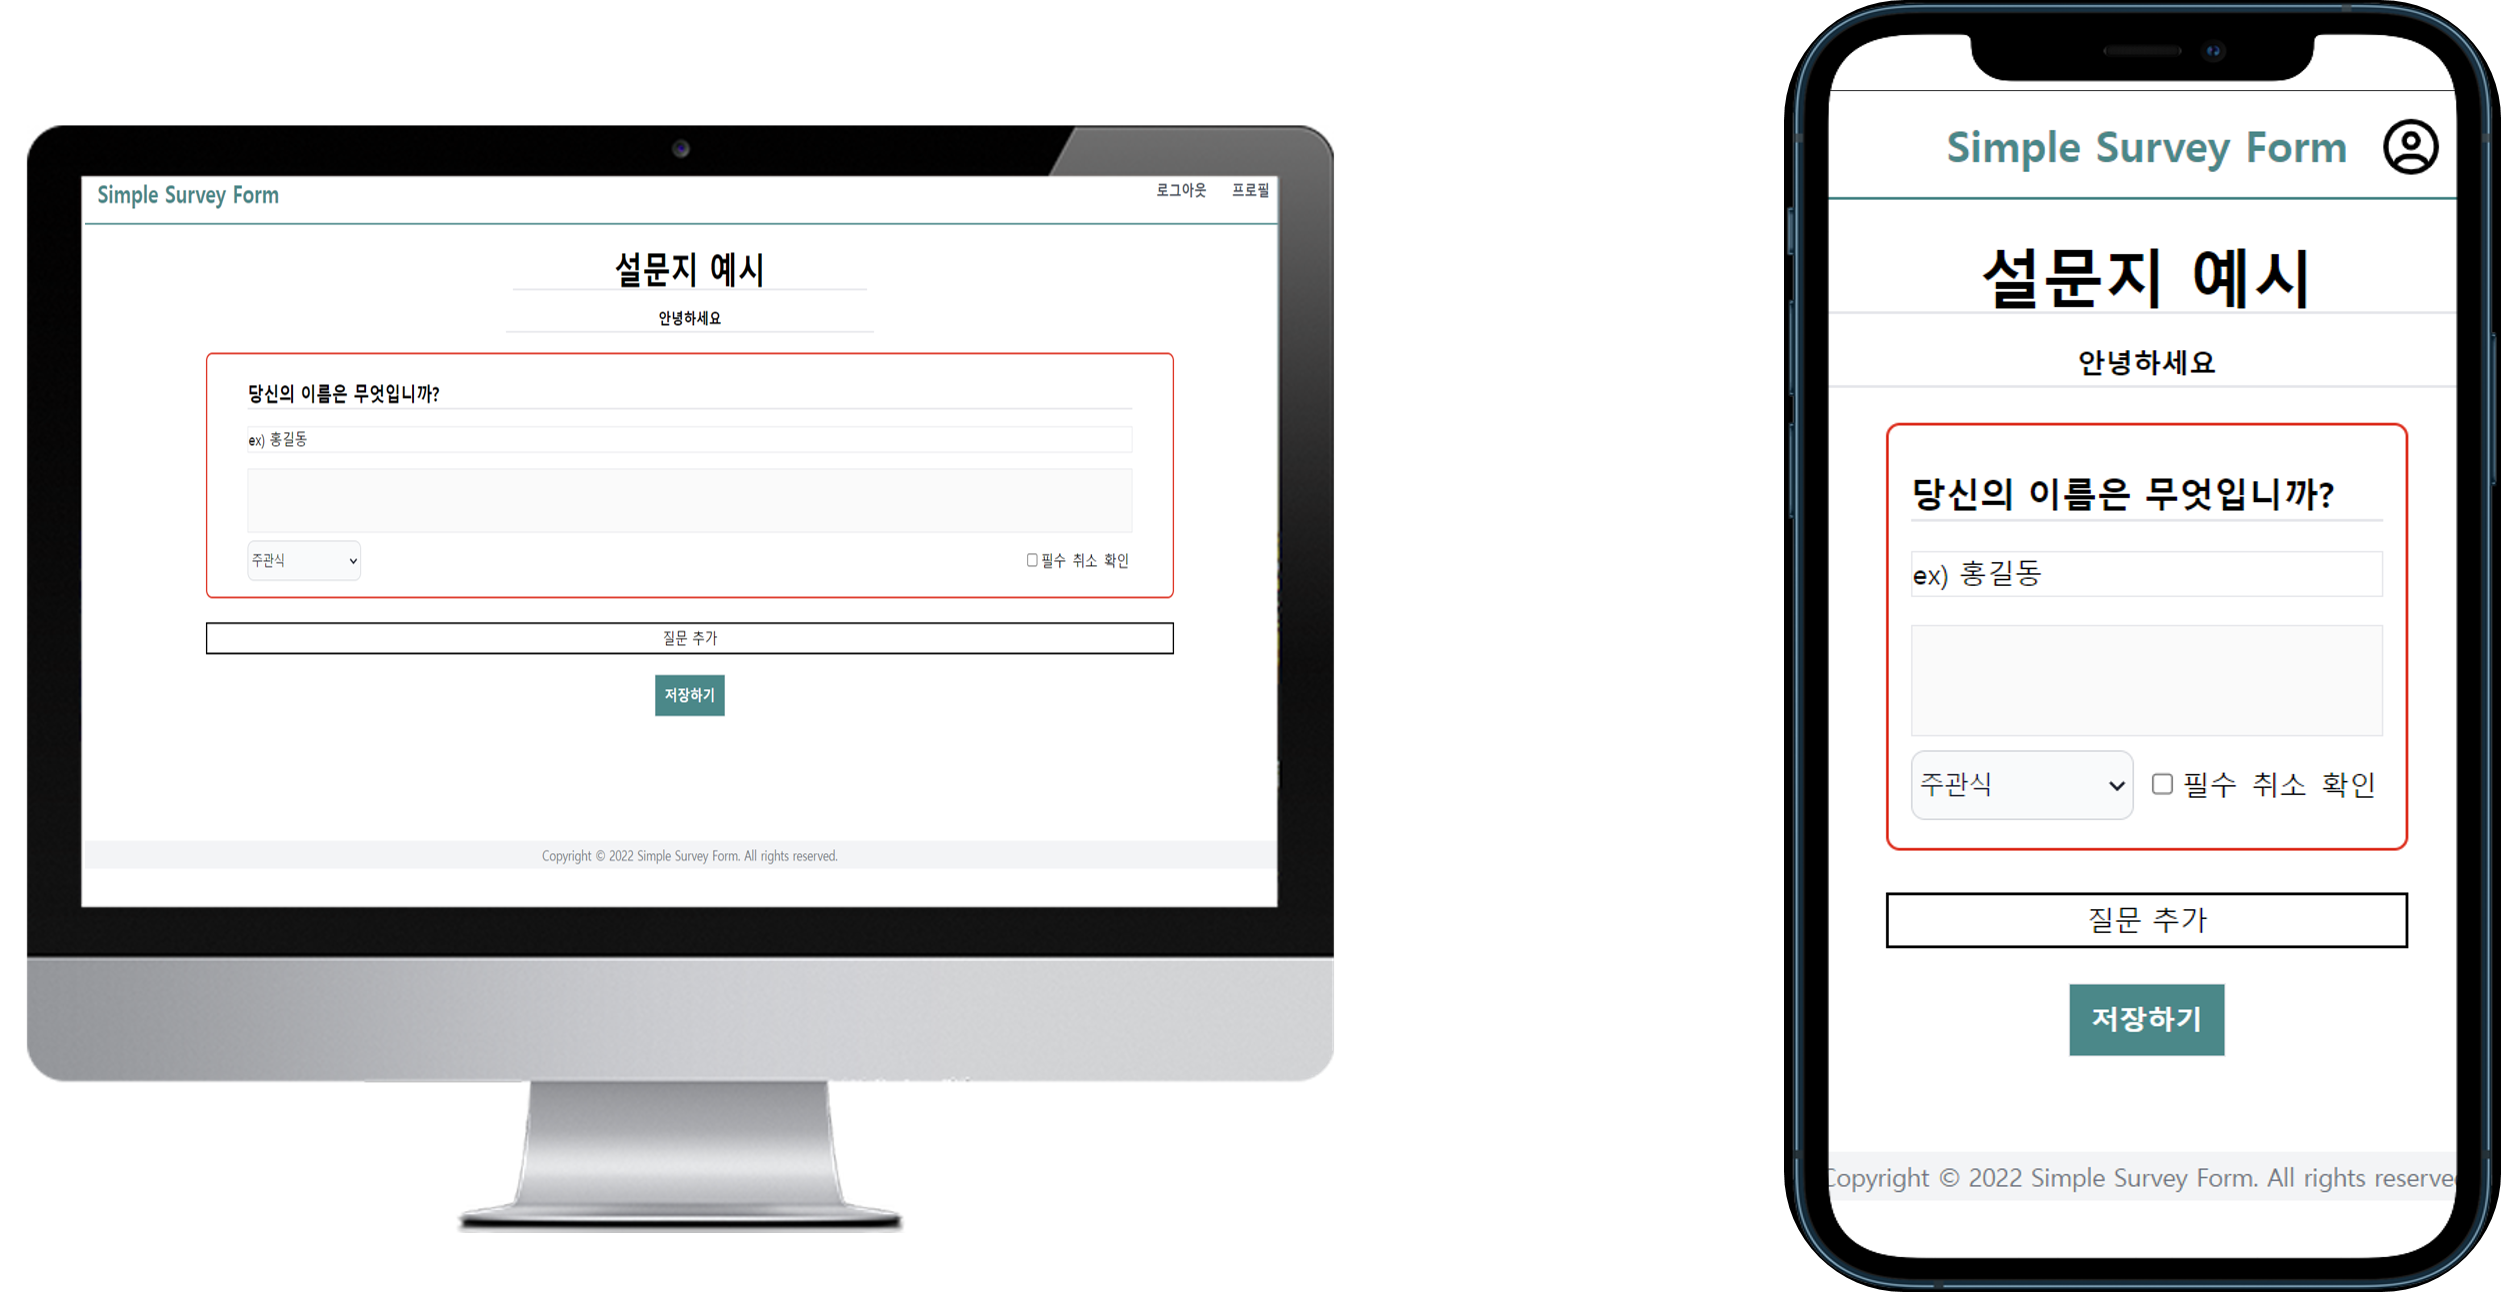 Simple Survey Form
로그아웃 프로필
설문지 예시
안녕하세요
당신의 이름은 무엇입니까?
ex) 홍길동
주관식
필수 취소 확인
질문 추가
저장하기
Copyright © 2022 Simple Survey Form. All rights reserved.
Simple Survey Form
설문지 예시
안녕하세요
당신의 이름은 무엇입니까?
ex) 홍길동
주관식
필수 취소 확인
질문 추가
저장하기
Copyright © 2022 Simple Survey Form. All rights reserve